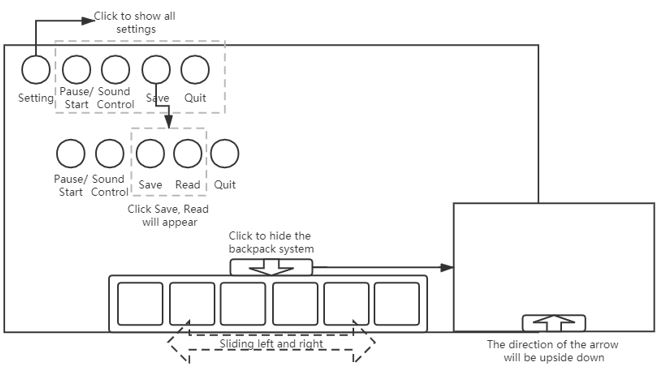 Click to show all
settings
Setting
Pause/
Start
Sound
Control
Save
Quit
Pause/
Start
Sound
Control
Save
Read
Quit
Click Save, Read
will appear
Click to hide the
backpack system
Sliding left and right
The direction of the arrow
will be upside down